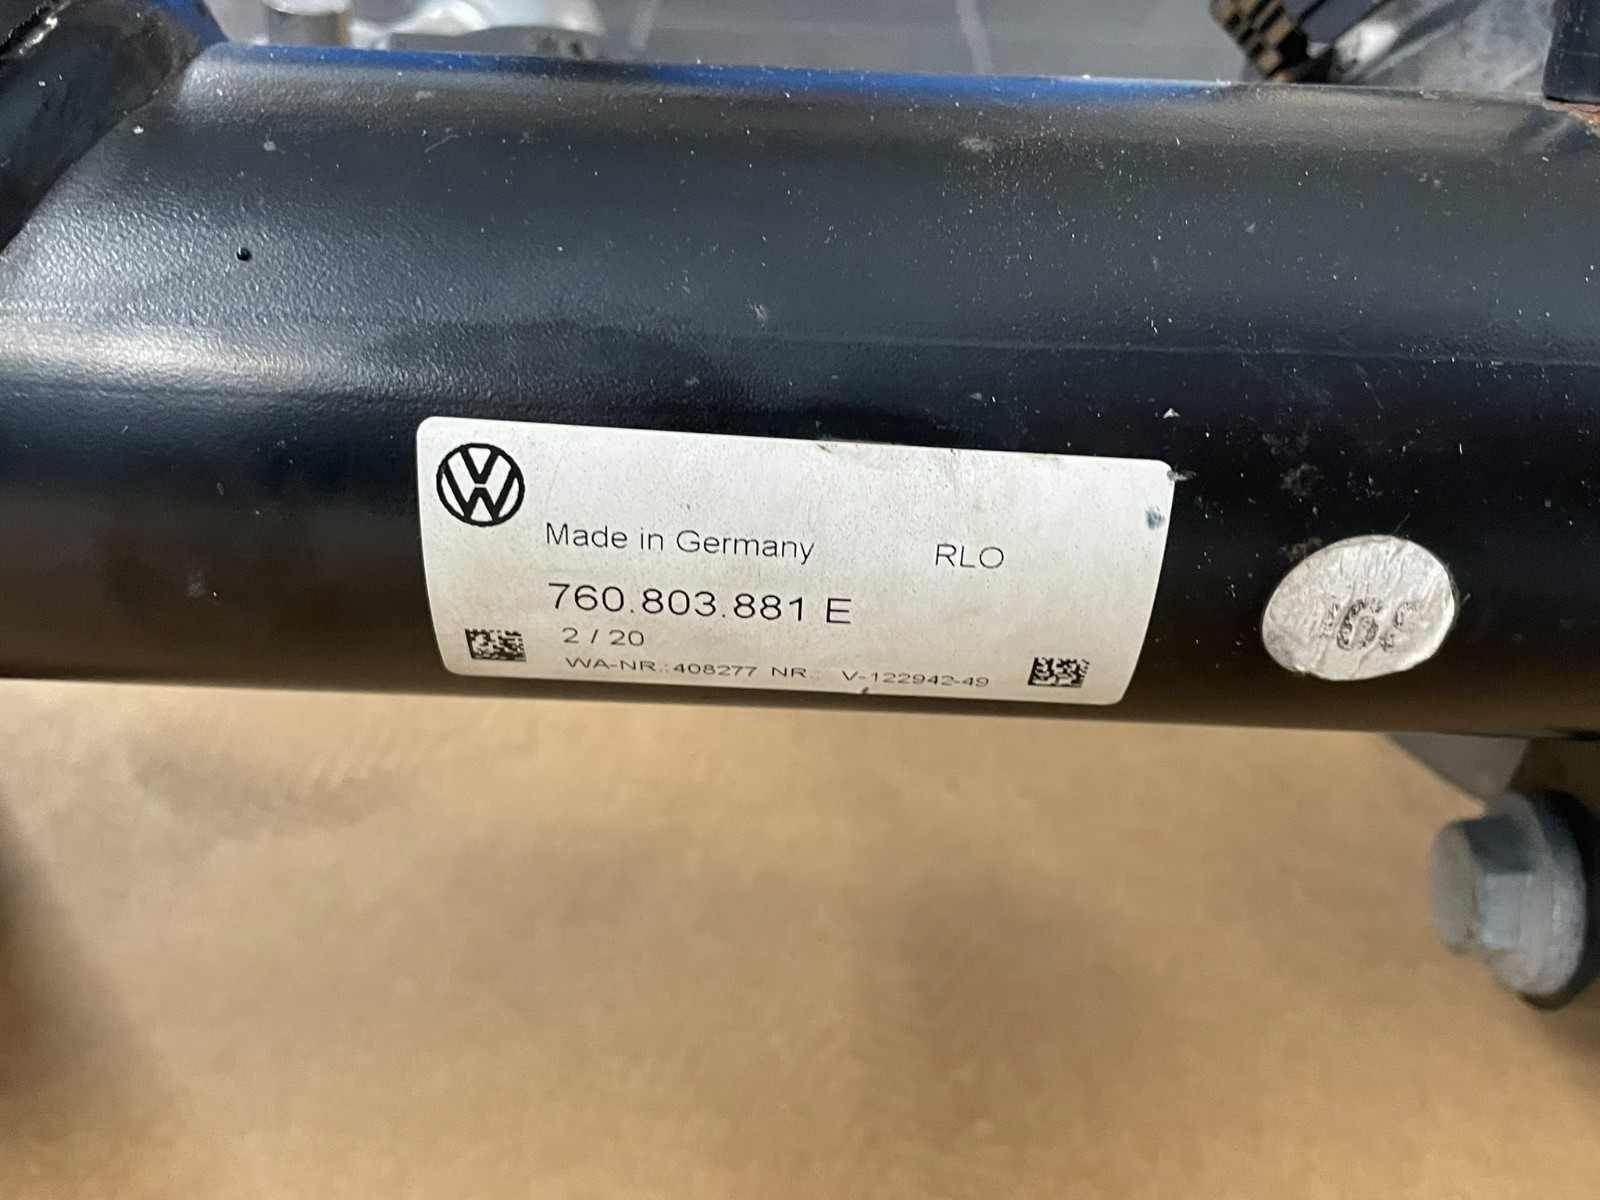 Made in Germany RLO
760.803.881 E
2 / 20
WA-NR.:408277 NR.: V-122942-49